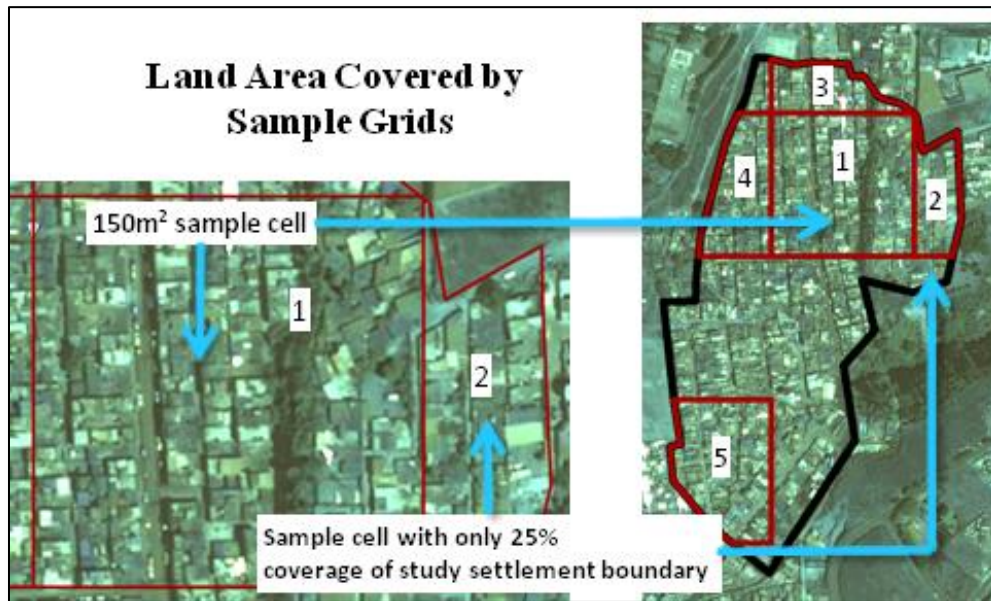 Land Area Covered by
Sample Grids
150m² sample cell
1
2
Sample cell with only 25%
coverage of study settlement boundary
3
4
1
2
5